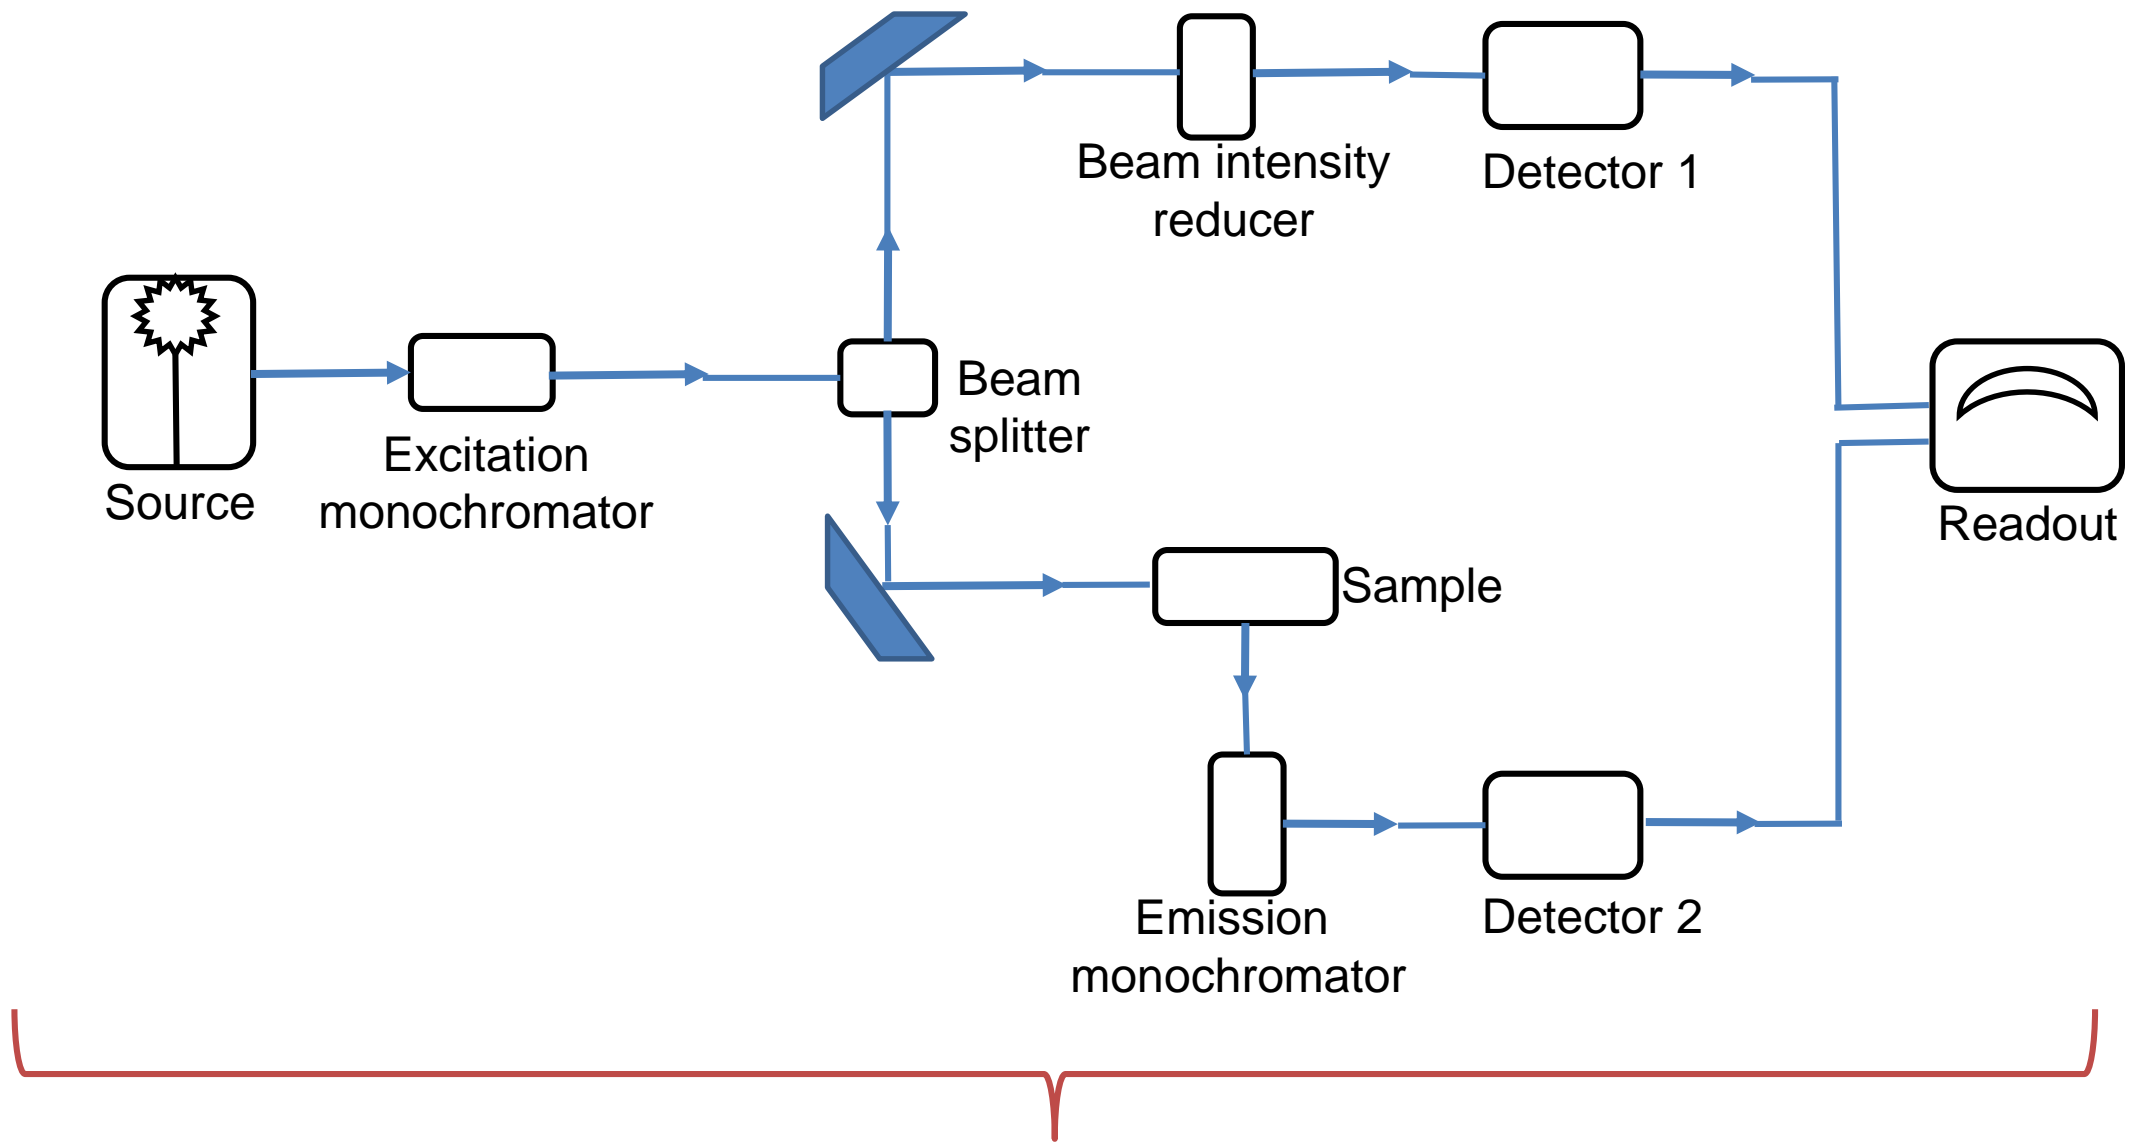 Beam intensity
reducer
Detector 1
Beam
splitter
Excitation
monochromator
Source
Readout
Sample
Emission
monochromator
Detector 2